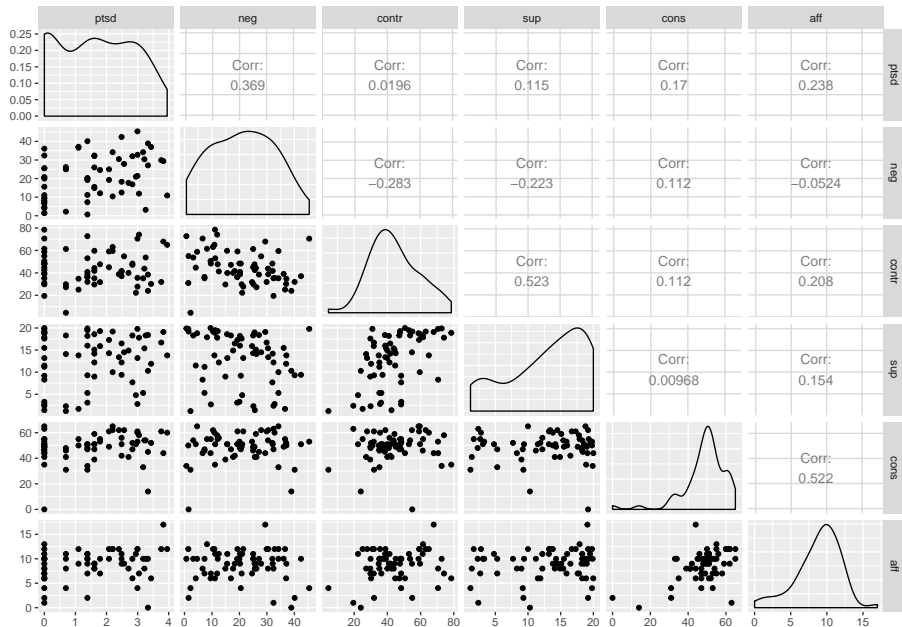 ptsd neg contr sup cons aff
0.25
0.20
0.15
0.10
0.05
0.00
Corr:
0.369
Corr:
0.0196
Corr:
0.115
Corr:
0.17
Corr:
0.238
ptsd
40
30
20
10
0
Corr:
−0.283
Corr:
−0.223
Corr:
0.112
Corr:
−0.0524
neg
80
60
40
20
Corr:
0.523
Corr:
0.112
Corr:
0.208
contr
20
15
10
5
Corr:
0.00968
Corr:
0.154
sup
60
40
20
0
Corr:
0.522
cons
15
10
5
0
aff
0 1 2 3 4 0 10 20 30 40 20 40 60 80 5 10 15 20 0 20 40 60 0 5 10 15